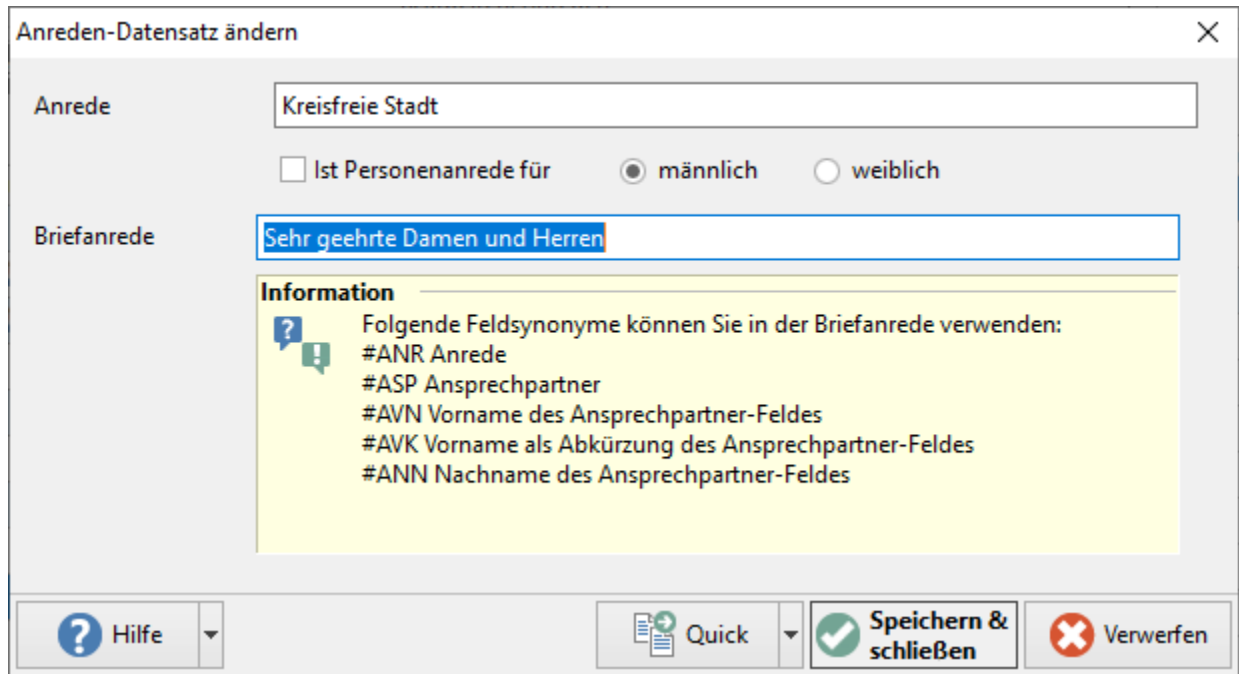 Anreden-Datensatz ändern
Anrede
Kreisfreie Stadt
Ist Personenanrede für
männlich
weiblich
Briefanrede
Sehr geehrte Damen und Herren
Information
Folgende Feldsynonyme können Sie in der Briefanrede verwenden:
#ANR Anrede
#ASP Ansprechpartner
#AVN Vorname des Ansprechpartner-Feldes
#AVK Vorname als Abkürzung des Ansprechpartner-Feldes
#ANN Nachname des Ansprechpartner-Feldes
Hilfe
Quick
Speichern &
schließen
Verwerfen